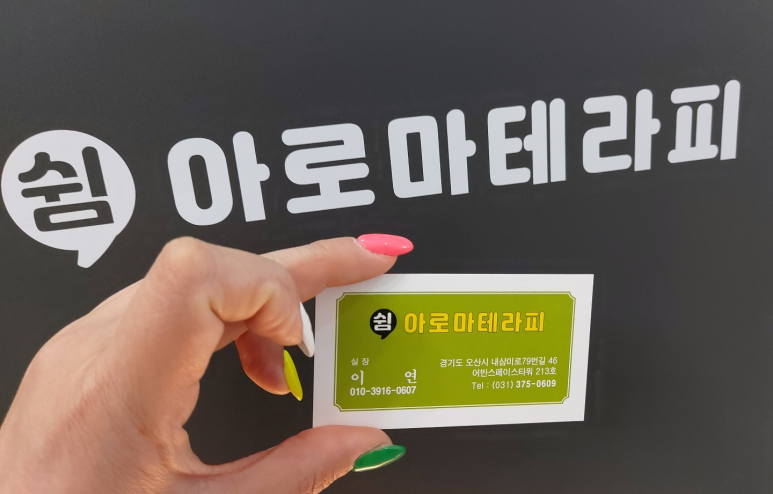 쉼 아로마테라피
쉼 아로마테라피
실 장
이 연
010-3916-0607
경기도 오산시 내삼미로79번길 46
어반스페이스타워 213호
Tel : (031) 375-0609